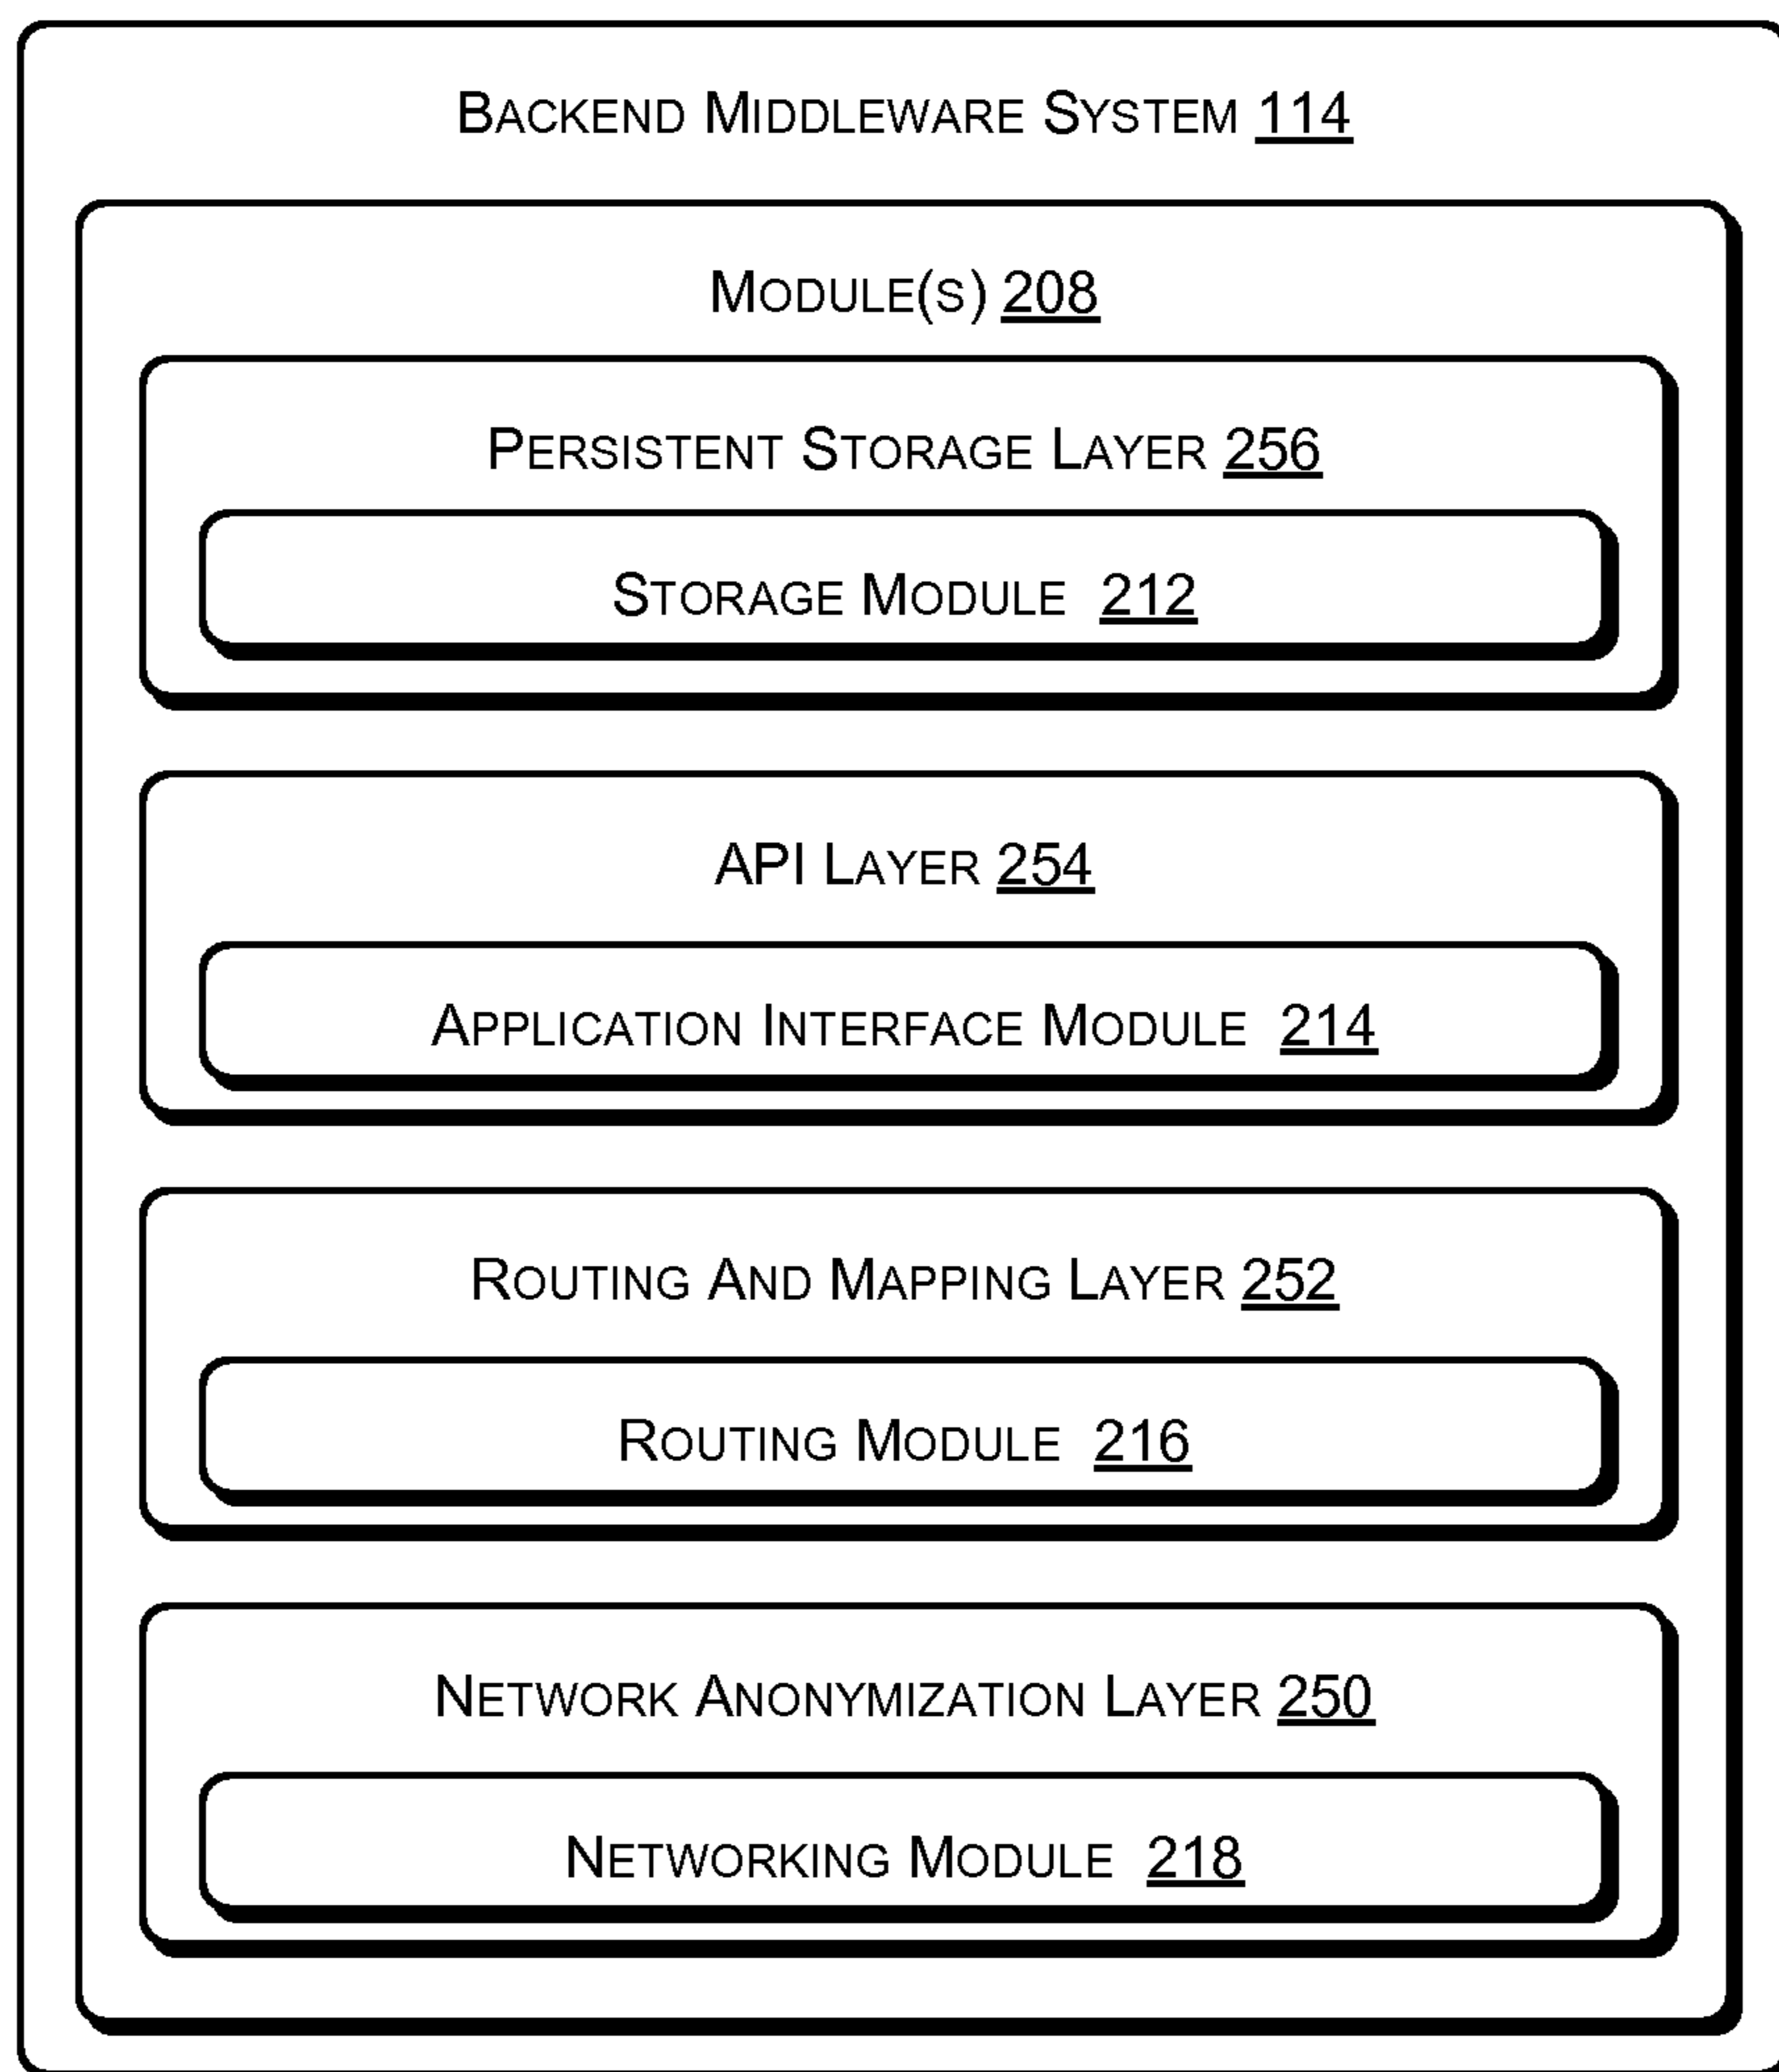 BACKEND MIDDLEWARE SYSTEM 114
MODULE(S) 208
PERSISTENT STORAGE LAYER 256
STORAGE MODULE 212
API LAYER 254
APPLICATION INTERFACE MODULE 214
ROUTING AND MAPPING LAYER 252
ROUTING MODULE 216
NETWORK ANONYMIZATION LAYER 250
NETWORKING MODULE 218